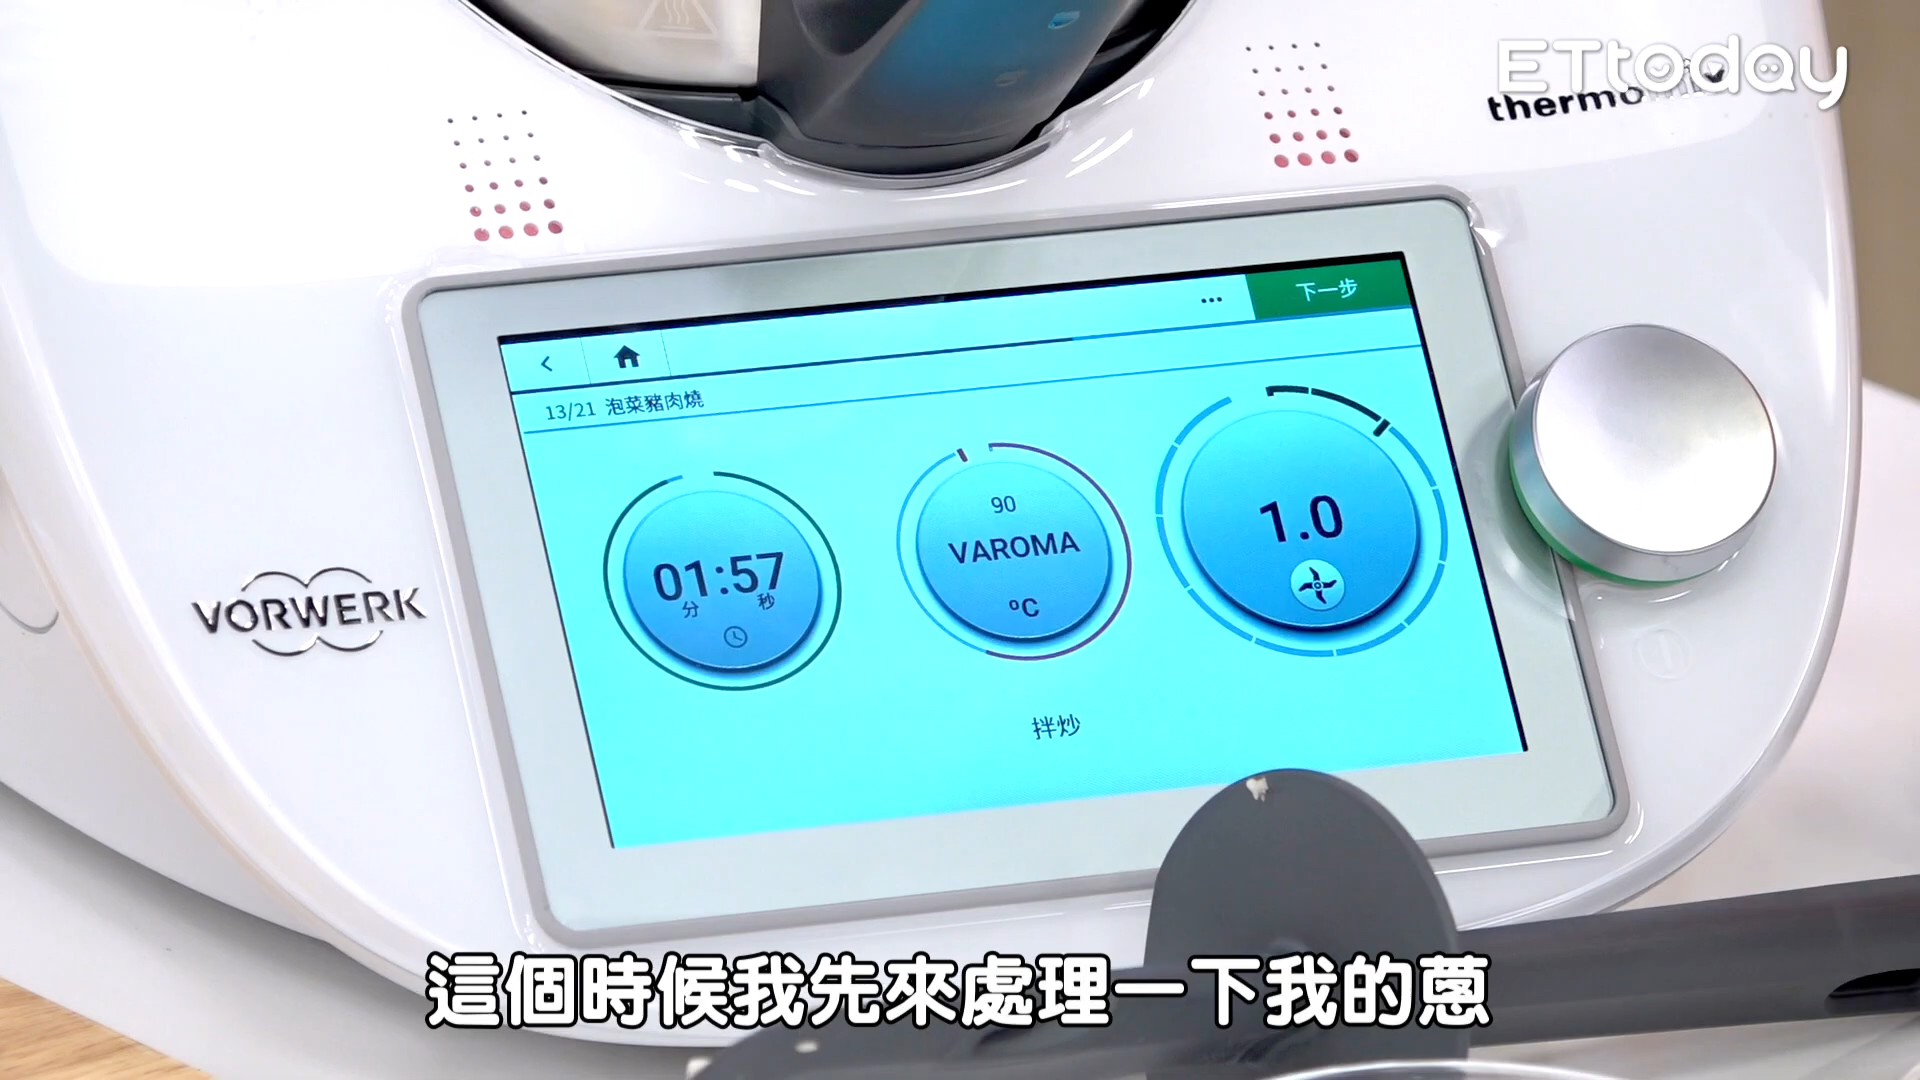 ETtoday
thermo
下一步
13/21 泡菜豬肉燒
01:57
分 秒
90
VAROMA
°C
1.0
拌炒
VORWERK
這個時候我先來處理一下我的蔥